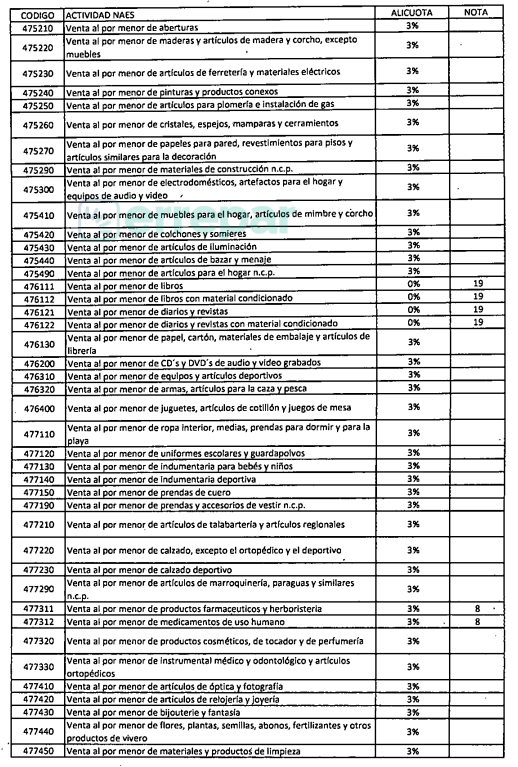 CODIGO ACTIVIDAD NAES ALICUOTA NOTA
475210 Venta al por menor de aberturas 3%
475220 Venta al por menor de maderas y artículos de madera y corcho, excepto
muebles 3%
475230 Venta al por menor de artículos de ferretería y materiales eléctricos 3%
475240 Venta al por menor de pinturas y productos conexos 3%
475250 Venta al por menor de artículos para plomería e instalación de gas 3%
475260 Venta al por menor de cristales, espejos, mamparas y cerramientos 3%
475270 Venta al por menor de papeles para pared, revestimientos para pisos y
artículos similares para la decoración 3%
475290 Venta al por menor de materiales de construcción n.c.p. 3%
475300 Venta al por menor de electrodomésticos, artefactos para el hogar y
equipos de audio y video 3%
errepar
475410 Venta al por menor de muebles para el hogar, artículos de mimbre y corcho 3%
475420 Venta al por menor de colchones y somieres 3%
475430 Venta al por menor de artículos de iluminación 3%
475440 Venta al por menor de artículos de bazar y menaje 3%
475490 Venta al por menor de artículos para el hogar n.c.p. 3%
476111 Venta al por menor de libros 0% 19
476112 Venta al por menor de libros con material condicionado 0% 19
476121 Venta al por menor de diarios y revistas 0% 19
476122 Venta al por menor de diarios y revistas con material condicionado 0% 19
476130 Venta al por menor de papel, cartón, materiales de embalaje y artículos de
librería 3%
476200 Venta al por menor de CD´s y DVD´s de audio y video grabados 3%
476310 Venta al por menor de equipos y artículos deportivos 3%
476320 Venta al por menor de armas, artículos para la caza y pesca 3%
476400 Venta al por menor de juguetes, artículos de cotillón y juegos de mesa 3%
477110 Venta al por menor de ropa interior, medias, prendas para dormir y para la
playa 3%
477120 Venta al por menor de uniformes escolares y guardapolvos 3%
477130 Venta al por menor de indumentaria para bebés y niños 3%
477140 Venta al por menor de indumentaria deportiva 3%
477150 Venta al por menor de prendas de cuero 3%
477190 Venta al por menor de prendas y accesorios de vestir n.c.p. 3%
477210 Venta al por menor de artículos de talabartería y artículos regionales 3%
477220 Venta al por menor de calzado, excepto el ortopédico y el deportivo 3%
477230 Venta al por menor de calzado deportivo 3%
477290 Venta al por menor de artículos de marroquinería, paraguas y similares
n.c.p. 3%
477311 Venta al por menor de productos farmaceuticos y herboristeria 3% 8
477312 Venta al por menor de medicamentos de uso humano 3% 8
477320 Venta al por menor de productos cosméticos, de tocador y de perfumería 3%
477330 Venta al por menor de instrumental médico y odontológico y artículos
ortopédicos 3%
477410 Venta al por menor de artículos de óptica y fotografía 3%
477420 Venta al por menor de artículos de relojería y joyería 3%
477430 Venta al por menor de bijouterie y fantasía 3%
477440 Venta al por menor de flores, plantas, semillas, abonos, fertilizantes y otros
productos de vivero 3%
477450 Venta al por menor de materiales y productos de limpieza 3%